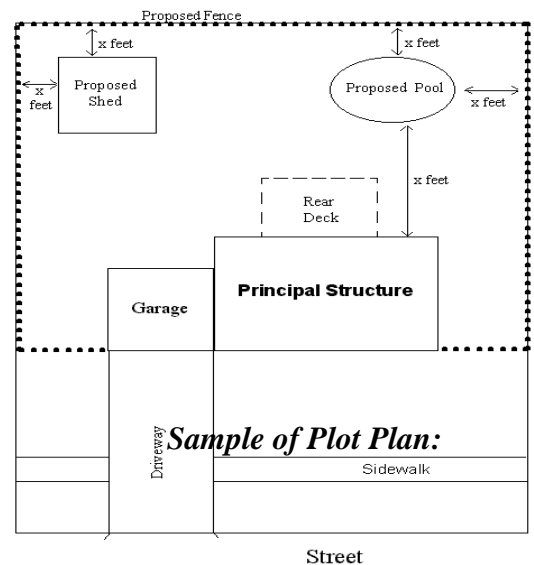 Proposed Fence
x feet
x feet
x
feet
Proposed
Shed
Proposed Pool
x feet
x feet
Rear
Deck
Principal Structure
Garage
Driveway
Sample of Plot Plan:
Sidewalk
Street